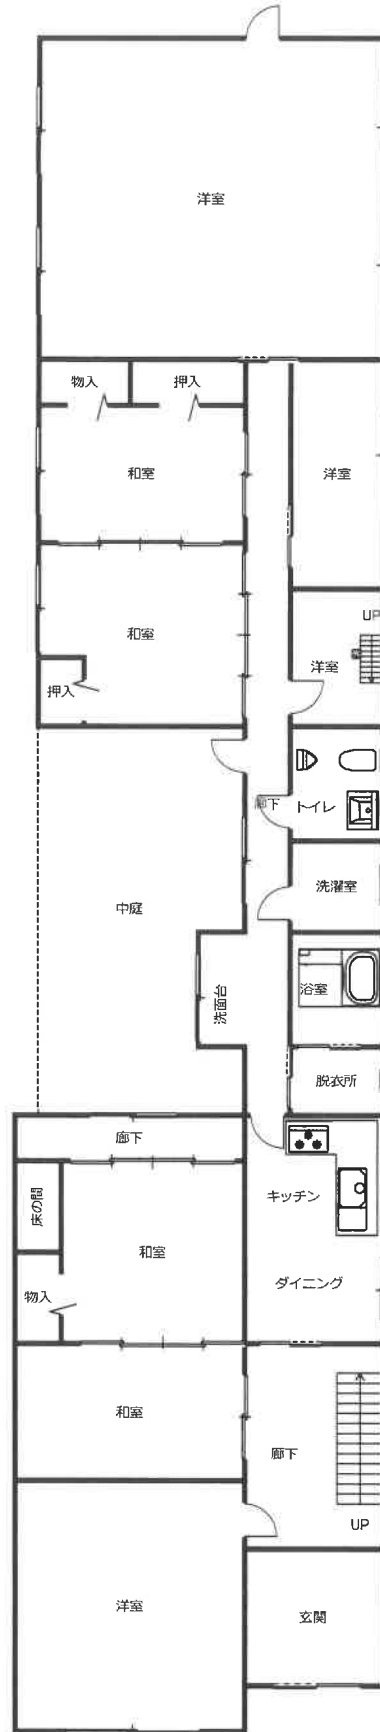 洋室
物入
押入
和室
洋室
和室
UP
洋室
押入
廊下
トイレ
中庭
洗濯室
洗面台
浴室
脱衣所
廊下
床の間
キッチン
和室
ダイニング
物入
和室
廊下
UP
洋室
玄関